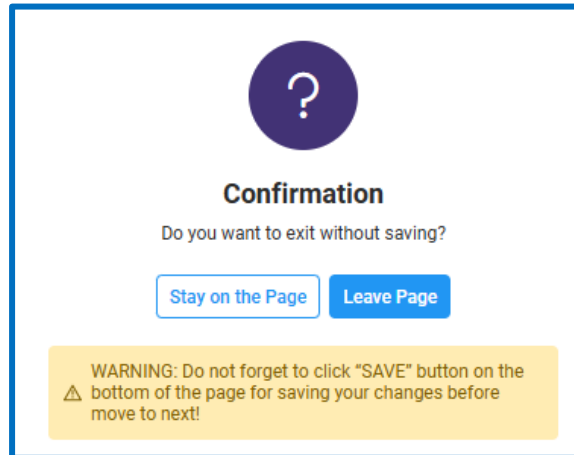 ?
Confirmation
Do you want to exit without saving?
Stay on the Page Leave Page
WARNING: Do not forget to click “SAVE” button on the
bottom of the page for saving your changes before
move to next!